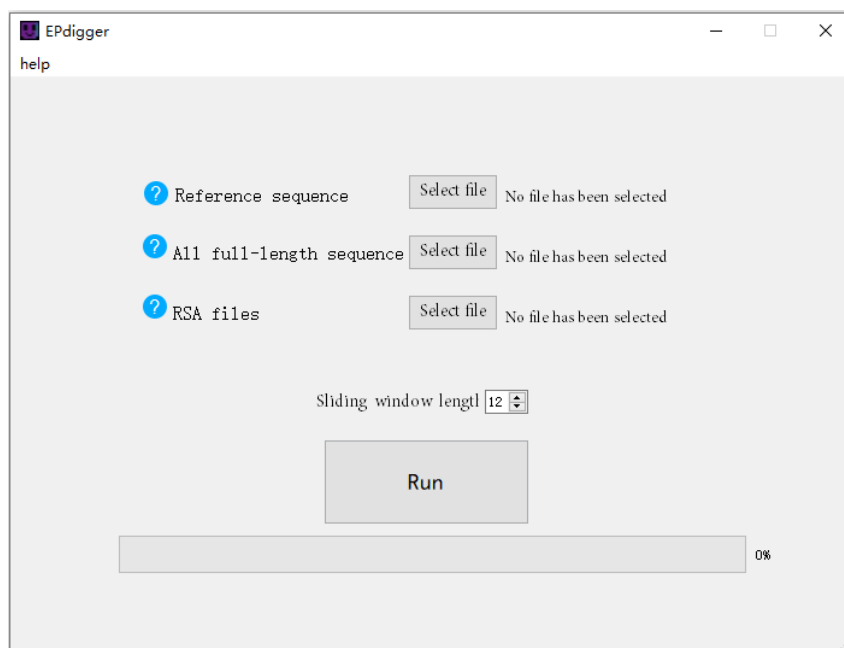 EPdigger
help
? Reference sequence Select file No file has been selected
? All full-length sequence Select file No file has been selected
? RSA files Select file No file has been selected
Sliding window lengtl 12
Run
0%